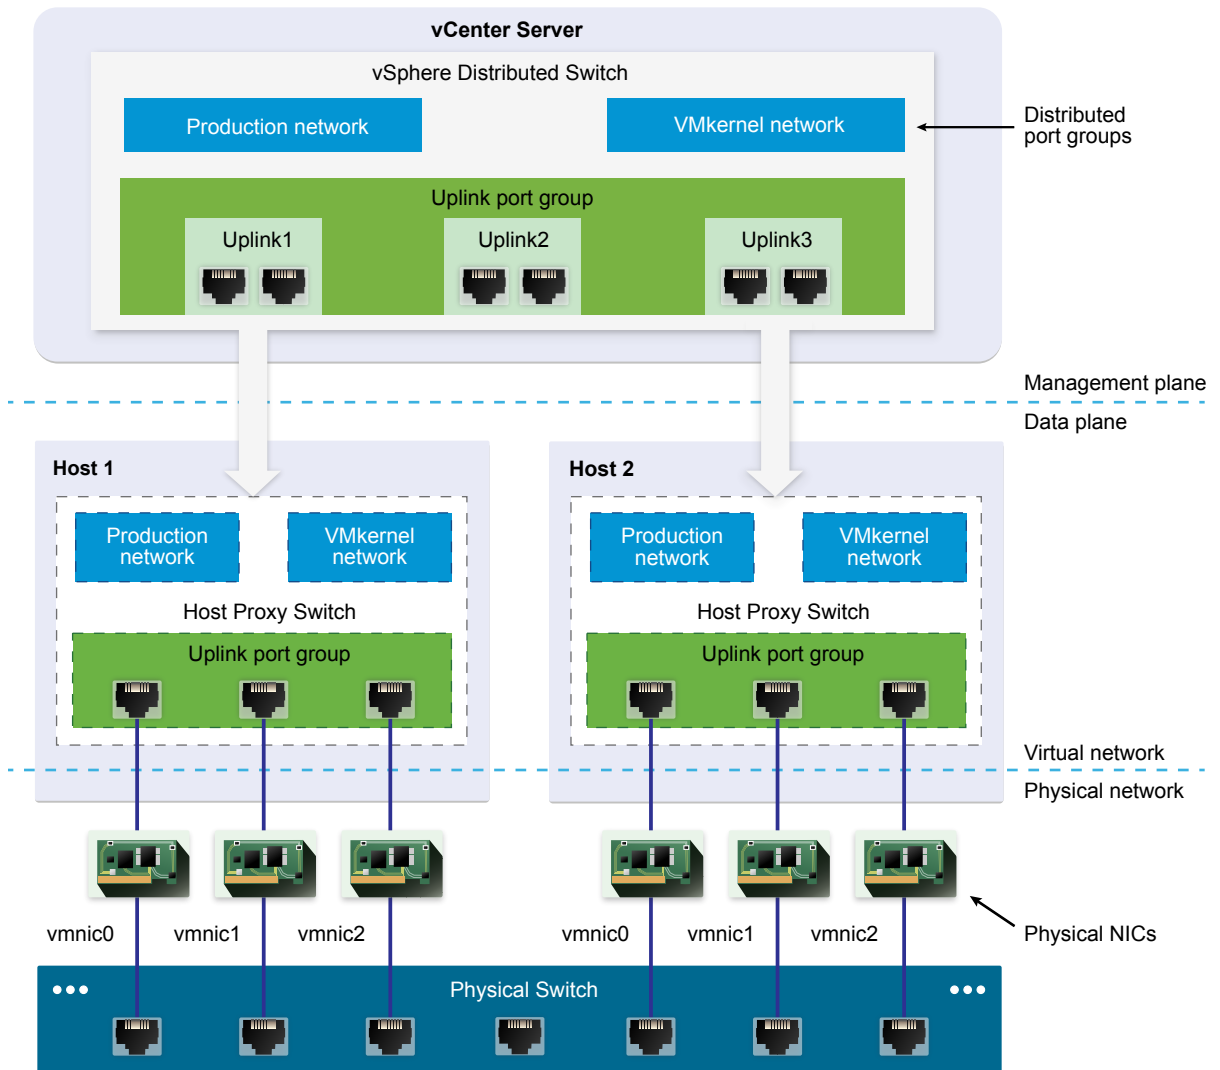 vCenter Server
vSphere Distributed Switch
Production network
VMkernel network
Distributed
port groups
Uplink port group
Uplink1
Uplink2
Uplink3
Management plane
Data plane
Host 1
Production
network
VMkernel
network
Host Proxy Switch
Uplink port group
Host 2
Production
network
VMkernel
network
Host Proxy Switch
Uplink port group
Virtual network
Physical network
vmnic0
vmnic1
vmnic2
vmnic0
vmnic1
vmnic2
Physical NICs
Physical Switch